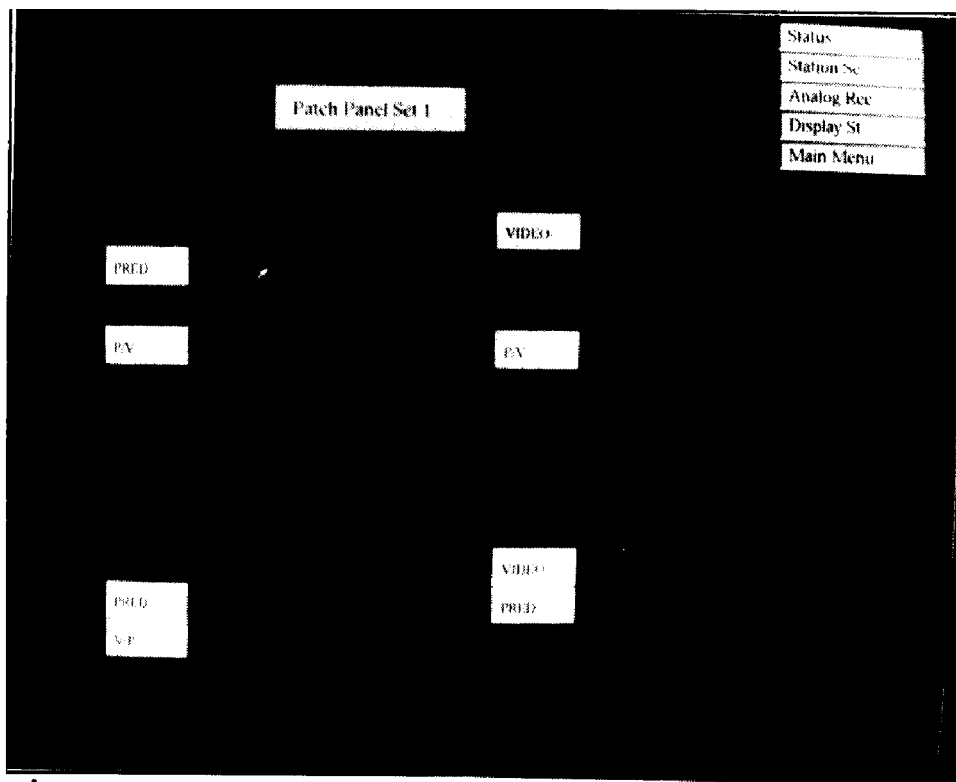 Status
Station Se
Analog Rec
Display St
Main Menu
Patch Panel Set 1
PRED
P/V
VIDEO
P/V
PRED
V-P
VIDEO
PRED